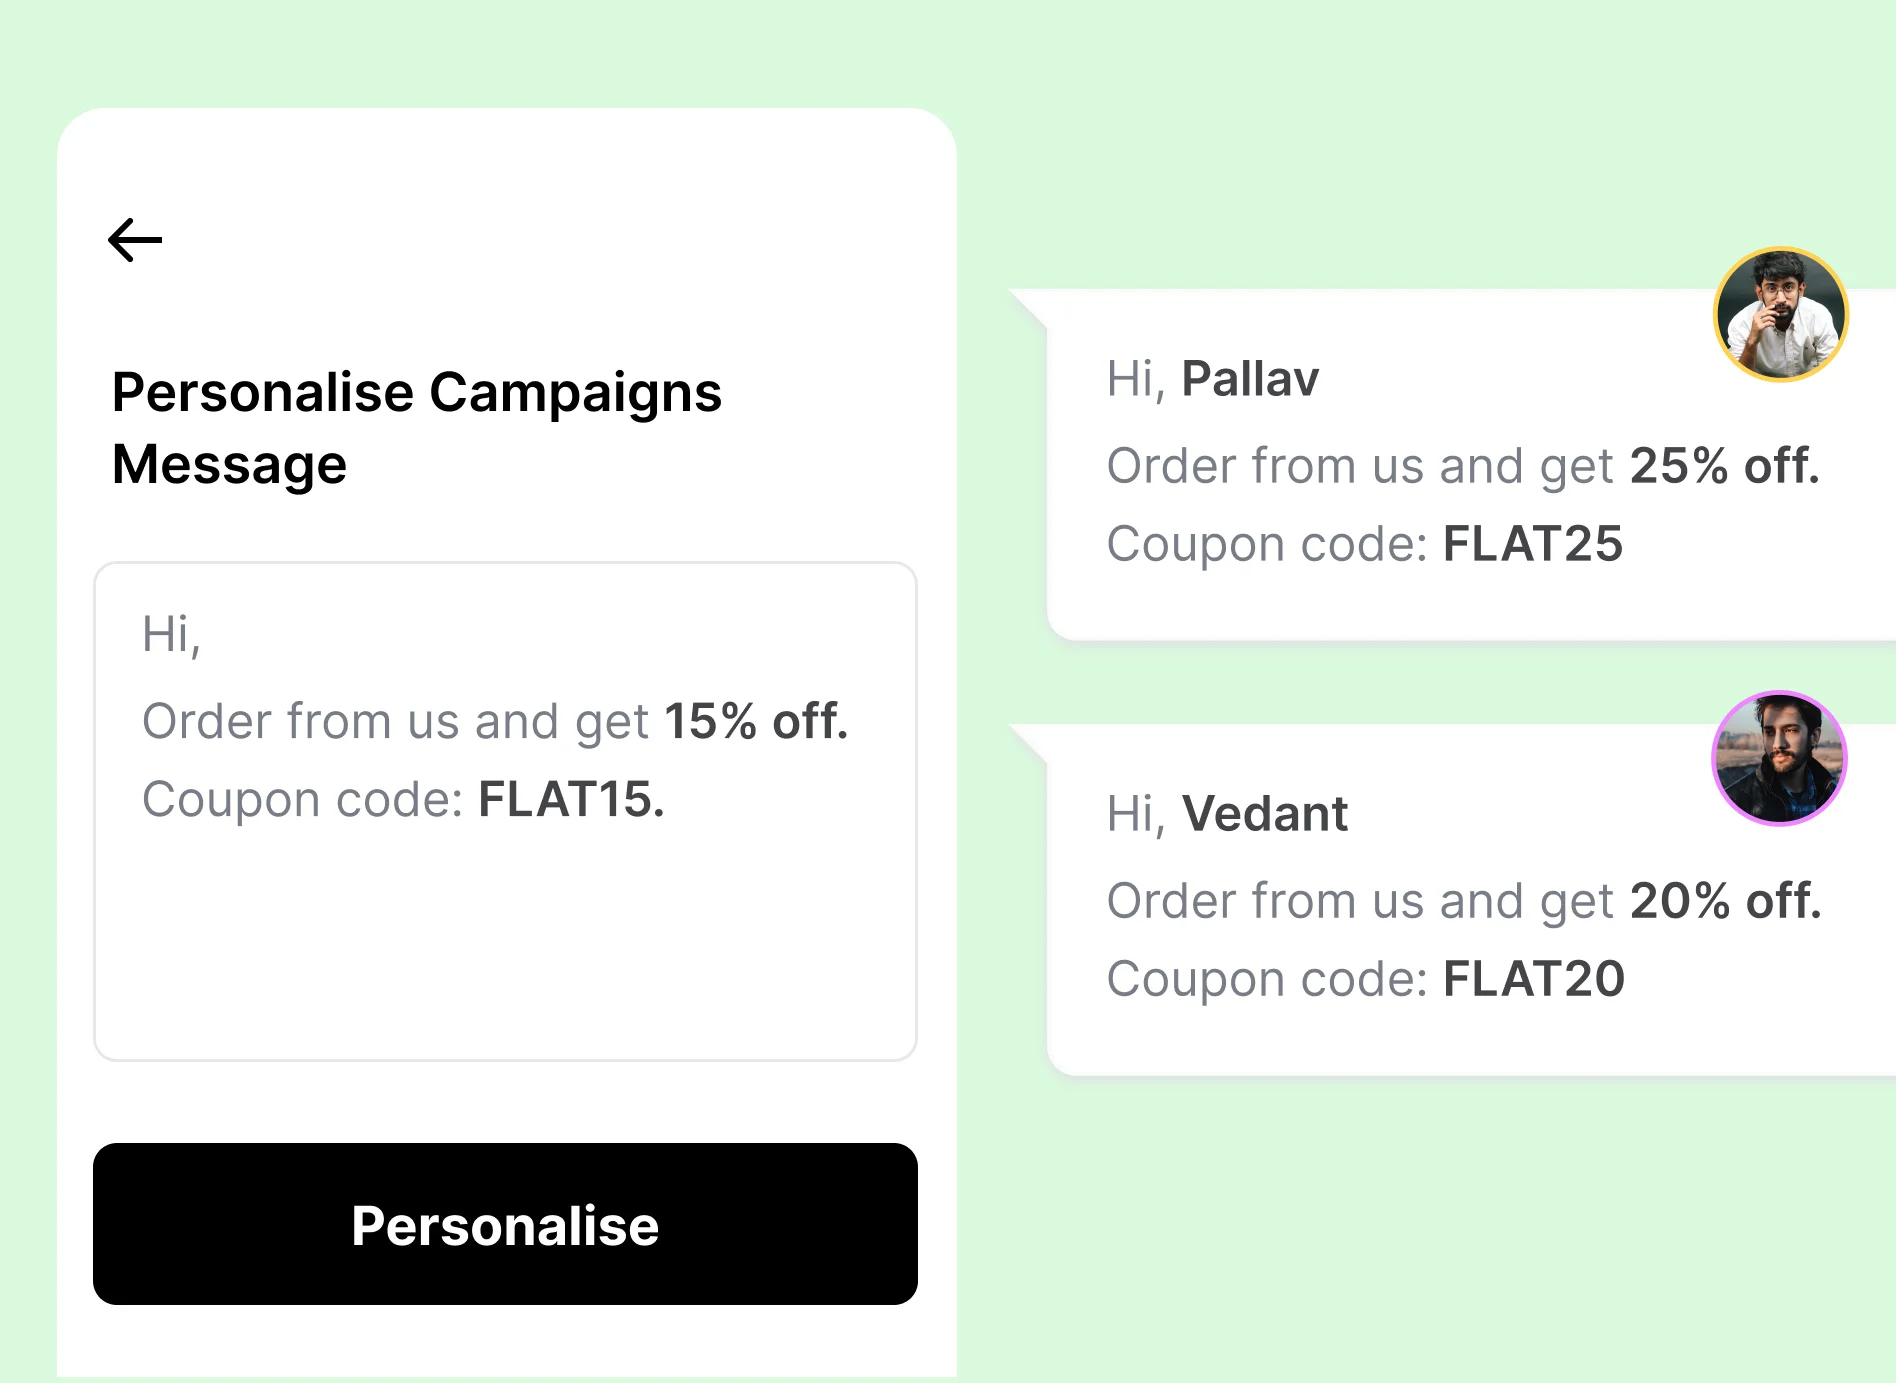 Personalise Campaigns
Message
Hi,
Order from us and get 15% off.
Coupon code: FLAT15.
Personalise
Hi, Pallav
Order from us and get 25% off.
Coupon code: FLAT25
Hi, Vedant
Order from us and get 20% off.
Coupon code: FLAT20